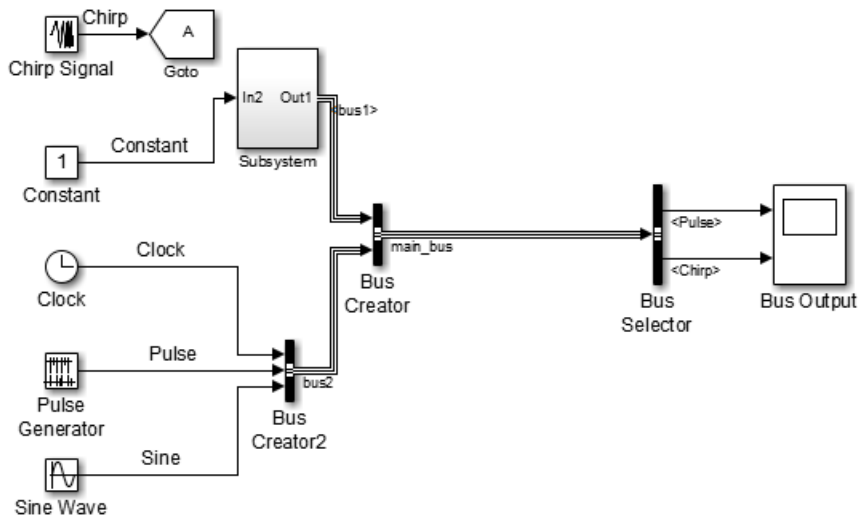 Chirp
A
Chirp Signal
Goto
In2
Out1
<bus1>
Constant
Subsystem
1
Constant
<Pulse>
main_bus
<Chirp>
Clock
Clock
Bus
Creator
Bus
Selector
Bus Output
Pulse
bus2
Pulse
Generator
Bus
Creator2
Sine
Sine Wave